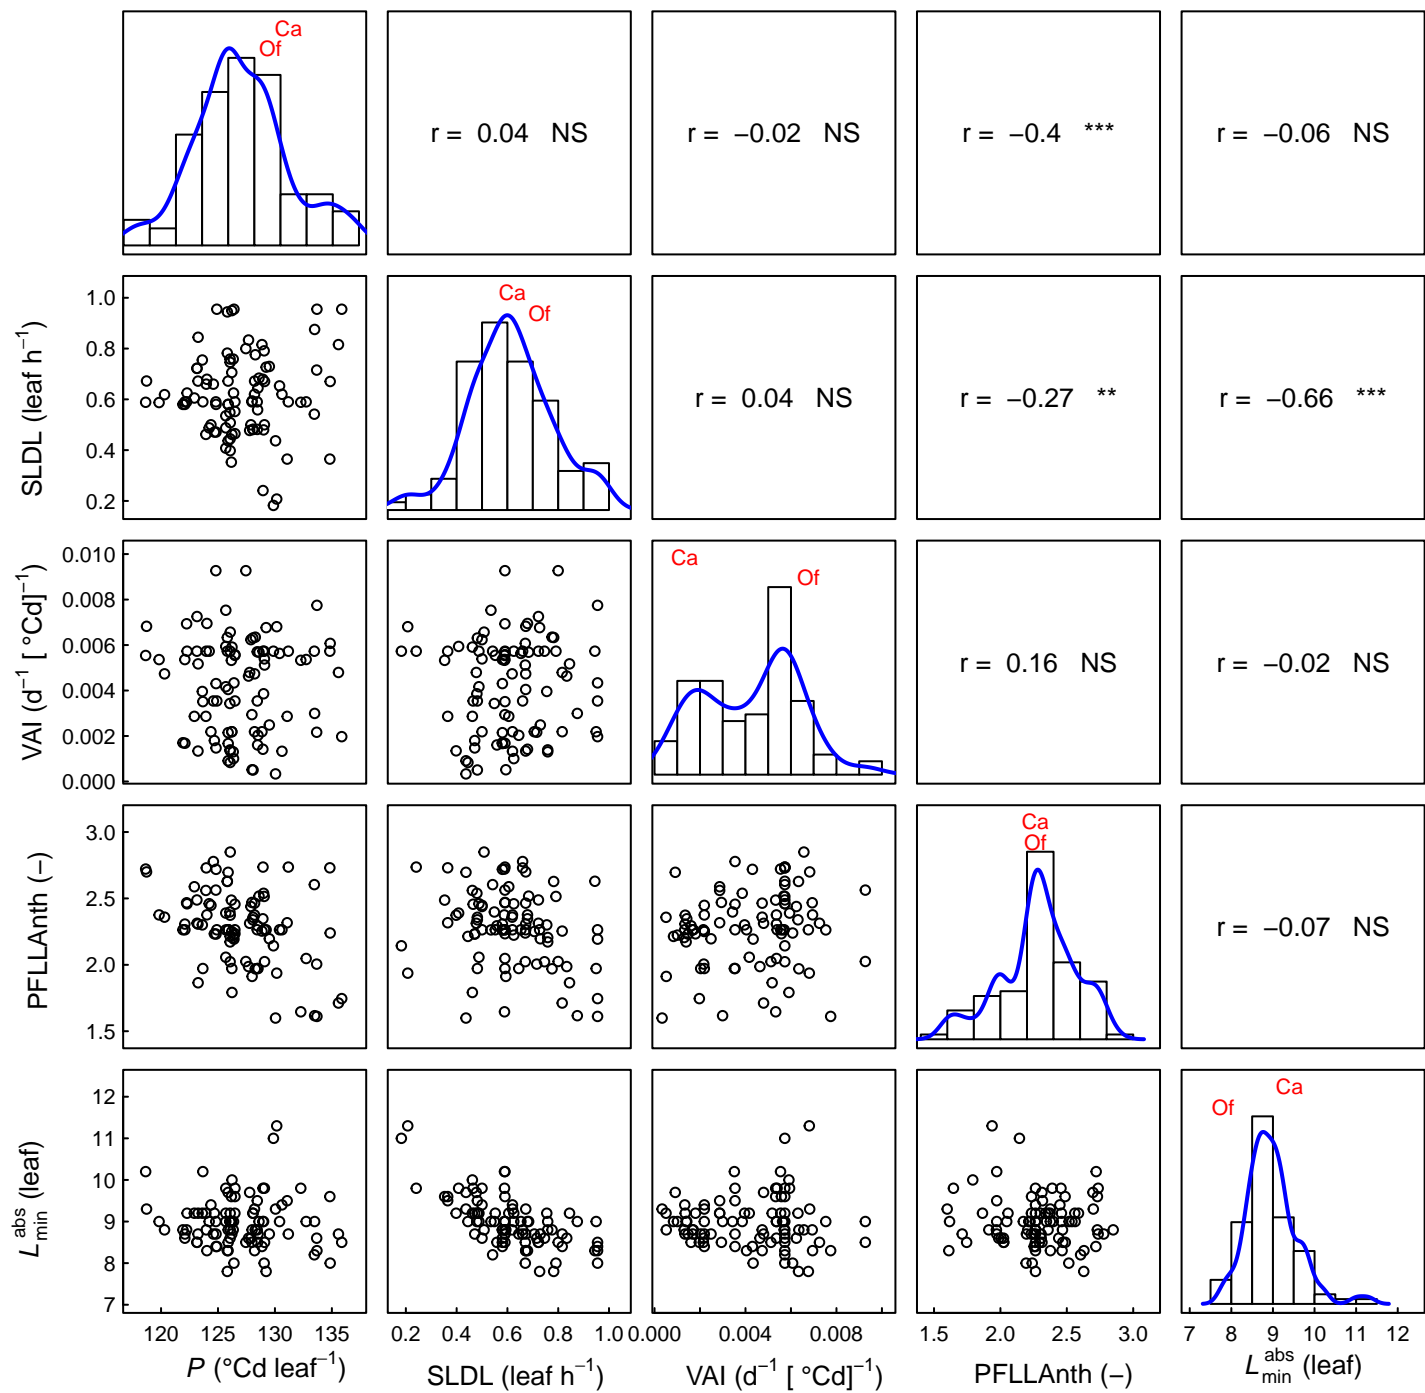 Ca
Of
r = 0.04 NS
r = −0.02 NS
r = −0.4 ***
r = −0.06 NS
SLDL (leaf h⁻¹)
1.0
0.8
0.6
0.4
0.2
Ca
Of
r = 0.04 NS
r = −0.27 **
r = −0.66 ***
VAI (d⁻¹ [ °Cd]⁻¹)
0.010
0.008
0.006
0.004
0.002
0.000
Ca
Of
r = 0.16 NS
r = −0.02 NS
PFLLAnth (–)
3.0
2.5
2.0
1.5
Ca
Of
r = −0.07 NS
L abs min (leaf)
12
11
10
9
8
7
Of
Ca
120 125 130 135
0.2 0.4 0.6 0.8 1.0
0.000 0.004 0.008
1.5 2.0 2.5 3.0
7 8 9 10 11 12
P (°Cd leaf⁻¹)
SLDL (leaf h⁻¹)
VAI (d⁻¹ [ °Cd]⁻¹)
PFLLAnth (–)
L abs min (leaf)